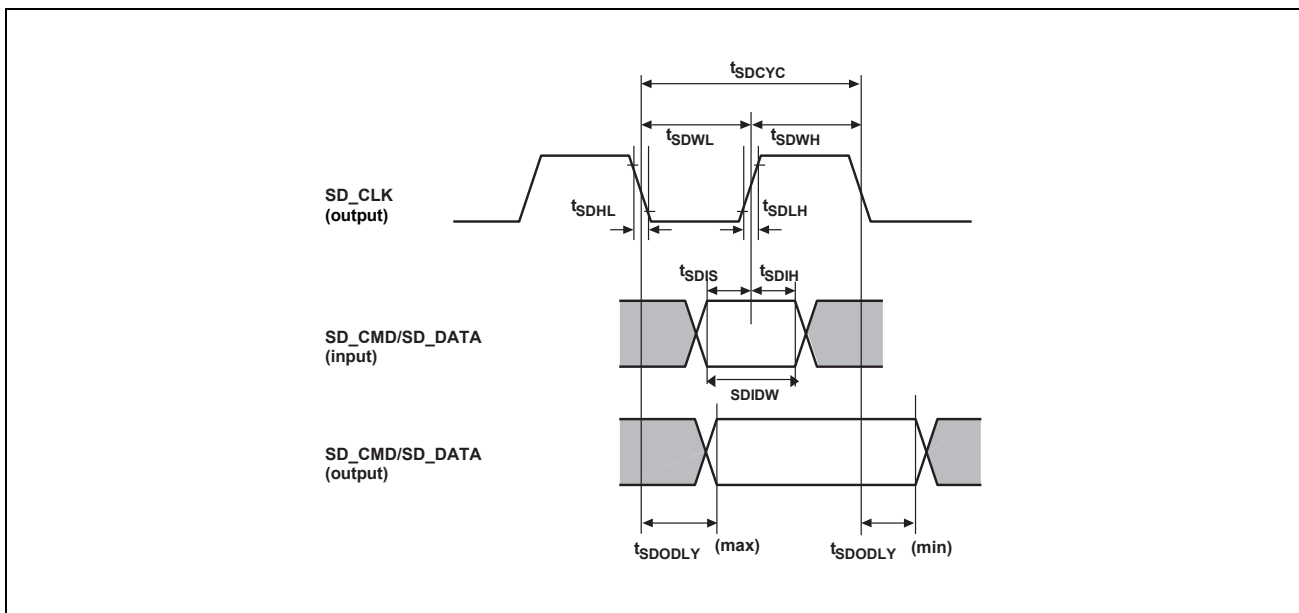 tSDCYC
tSDWL
tSDWH
SD_CLK
(output)
tSDHL
tSDLH
tSDIS
tSDIH
SD_CMD/SD_DATA
(input)
SDIDW
SD_CMD/SD_DATA
(output)
tSDODLY (max)
tSDODLY (min)